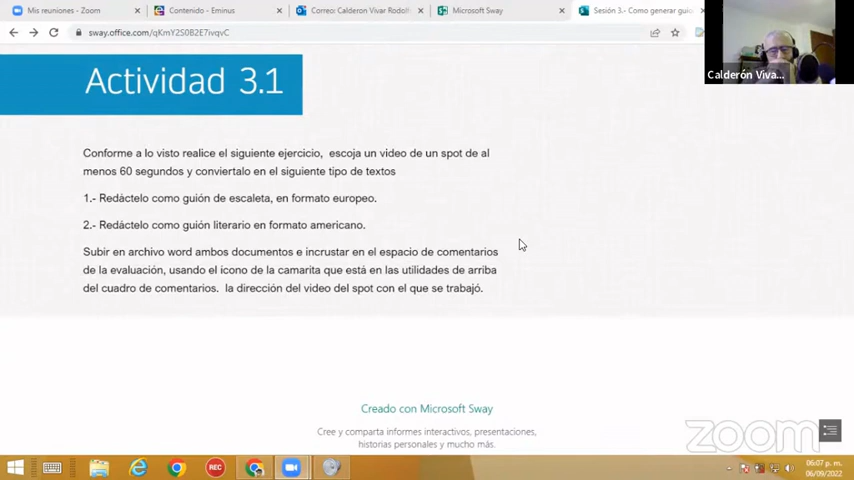 Mis reuniones - Zoom
Contenido - Eminus
Correo: Calderon Vivar Rodolf
Microsoft Sway
Sesión 3.- Como generar guio
sway.office.com/qKmY2S0B2E7ivqvC
Calderón Viva...
Actividad 3.1
Conforme a lo visto realice el siguiente ejercicio, escoja un video de un spot de al
menos 60 segundos y conviertalo en el siguiente tipo de textos
1.- Redáctelo como guión de escaleta, en formato europeo.
2.- Redáctelo como guión literario en formato americano.
Subir en archivo word ambos documentos e incrustar en el espacio de comentarios
de la evaluación, usando el icono de la camarita que está en las utilidades de arriba
del cuadro de comentarios. la dirección del video del spot con el que se trabajó.
Creado con Microsoft Sway
Cree y comparta informes interactivos, presentaciones,
historias personales y mucho más.
zoom
REC
06:07 p. m.
06/09/2022